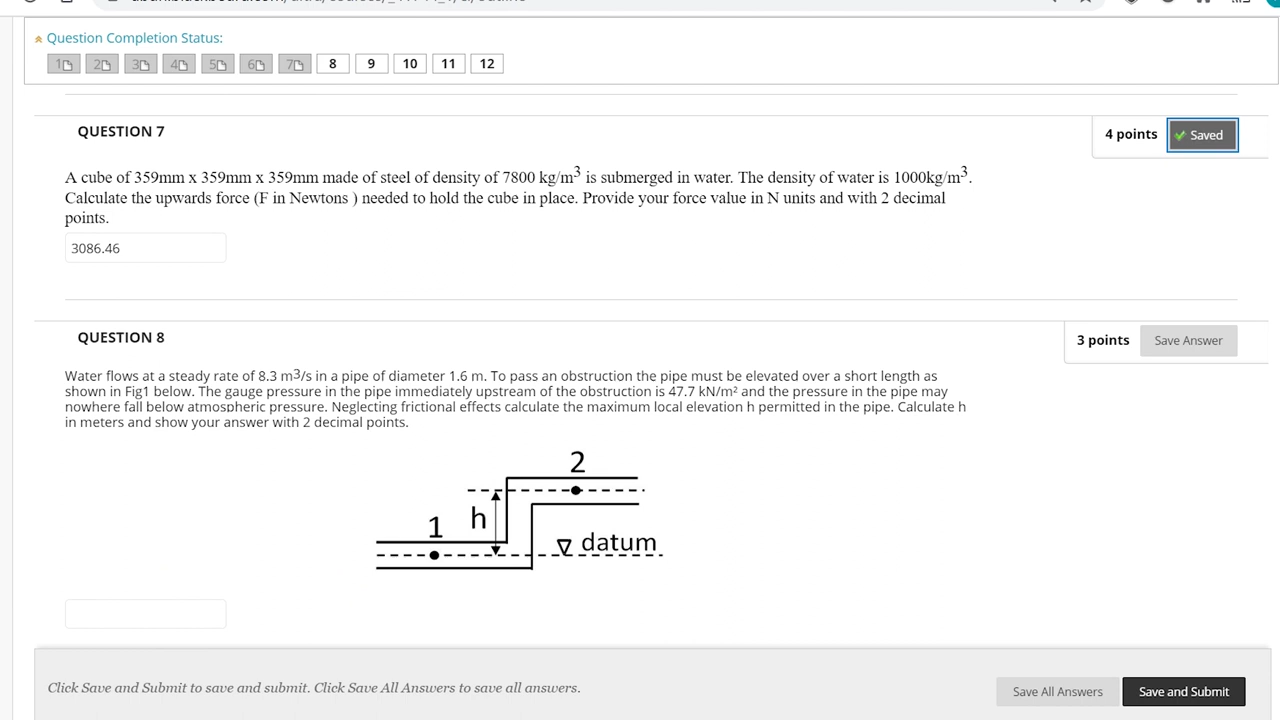 Question Completion Status:
1 2 3 4 5 6 7 8 9 10 11 12
QUESTION 7
4 points Saved
A cube of 359mm x 359mm x 359mm made of steel of density of 7800 kg/m³ is submerged in water. The density of water is 1000kg/m³.
Calculate the upwards force (F in Newtons ) needed to hold the cube in place. Provide your force value in N units and with 2 decimal
points.
3086.46
QUESTION 8
3 points Save Answer
Water flows at a steady rate of 8.3 m³/s in a pipe of diameter 1.6 m. To pass an obstruction the pipe must be elevated over a short length as
shown in Fig1 below. The gauge pressure in the pipe immediately upstream of the obstruction is 47.7 kN/m² and the pressure in the pipe may
nowhere fall below atmospheric pressure. Neglecting frictional effects calculate the maximum local elevation h permitted in the pipe. Calculate h
in meters and show your answer with 2 decimal points.
2
h
1
datum
Click Save and Submit to save and submit. Click Save All Answers to save all answers.
Save All Answers Save and Submit